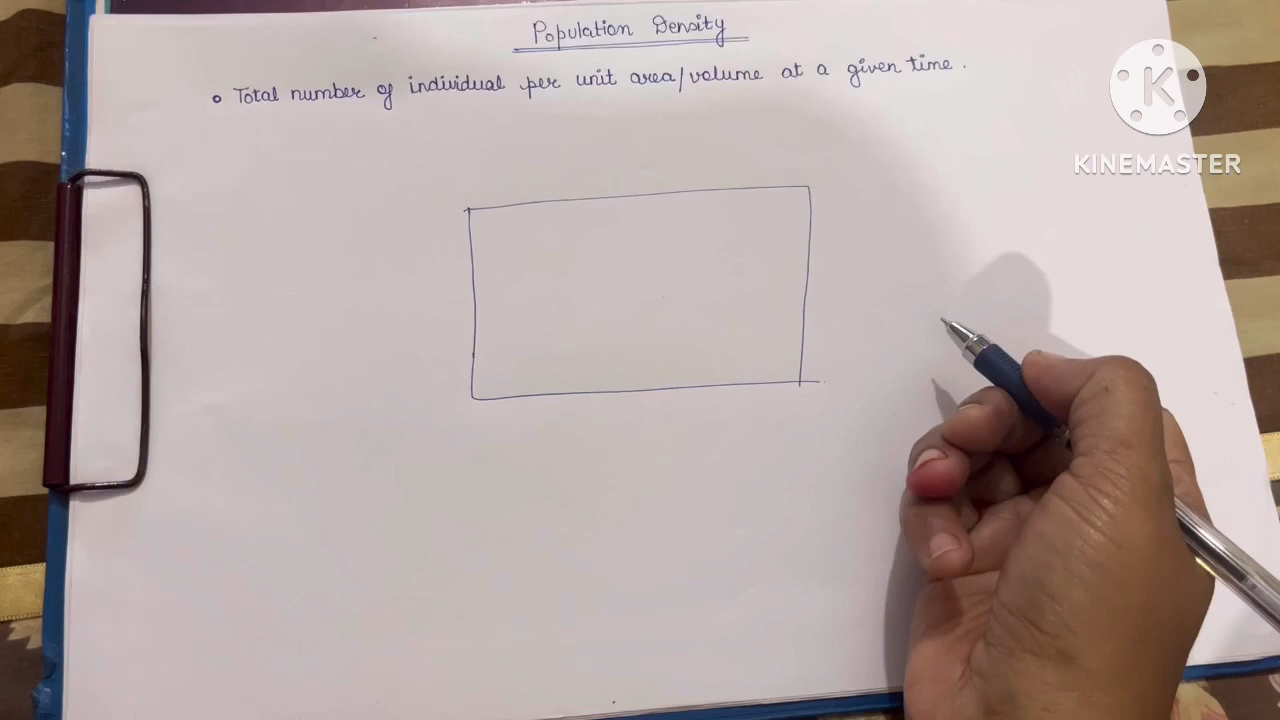 Population Density
Total number of individual per unit area/volume at a given time.
K
KINEMASTER